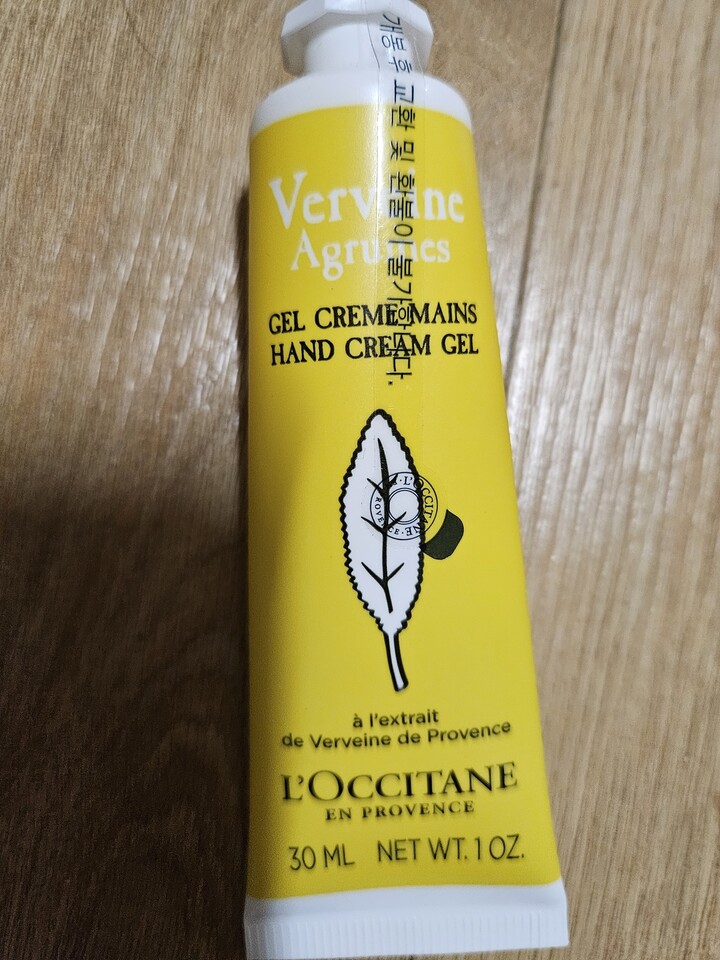 개봉후 교환 및 환불이 불가합니다.
Verveine
Agrumes
GEL CREME MAINS
HAND CREAM GEL
L'OCCITANE
à l'extrait
de Verveine de Provence
L'OCCITANE
EN PROVENCE
30 ML NET WT. 1 OZ.